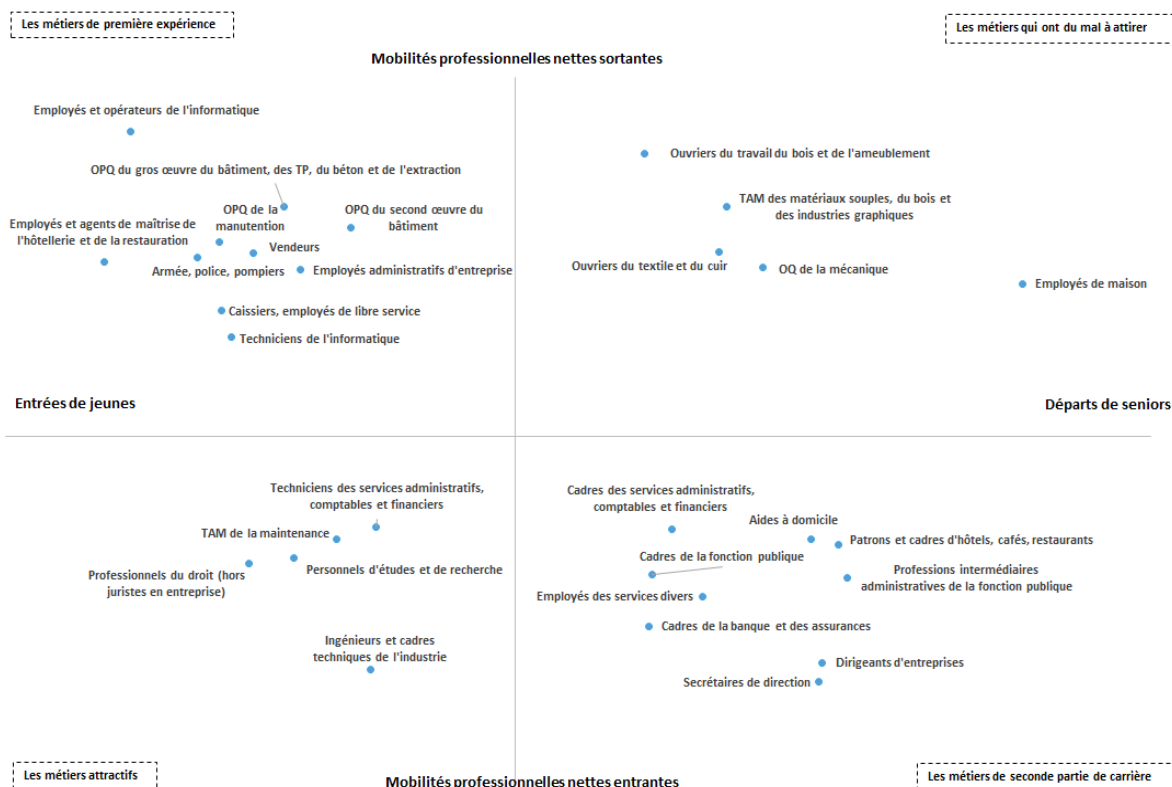 Les métiers de première expérience
Les métiers qui ont du mal à attirer
Mobilités professionnelles nettes sortantes
Employés et opérateurs de l'informatique
Ouvriers du travail du bois et de l'ameublement
OPQ du gros œuvre du bâtiment, des TP, du béton et de l'extraction
TAM des matériaux souples, du bois et
des industries graphiques
OPQ de la
manutention
OPQ du second œuvre du
bâtiment
Employés et agents de maîtrise de
l'hôtellerie et de la restauration
Vendeurs
Armée, police, pompiers
Employés administratifs d'entreprise
Ouvriers du textile et du cuir
OQ de la mécanique
Employés de maison
Caissiers, employés de libre service
Techniciens de l'informatique
Entrées de jeunes
Départs de seniors
Techniciens des services administratifs,
comptables et financiers
Cadres des services administratifs,
comptables et financiers
TAM de la maintenance
Aides à domicile
Patrons et cadres d'hôtels, cafés, restaurants
Cadres de la fonction publique
Personnels d'études et de recherche
Professionnels du droit (hors
juristes en entreprise)
Professions intermédiaires
administratives de la fonction publique
Employés des services divers
Cadres de la banque et des assurances
Ingénieurs et cadres
techniques de l'industrie
Dirigeants d'entreprises
Secrétaires de direction
Les métiers attractifs
Mobilités professionnelles nettes entrantes
Les métiers de seconde partie de carrière